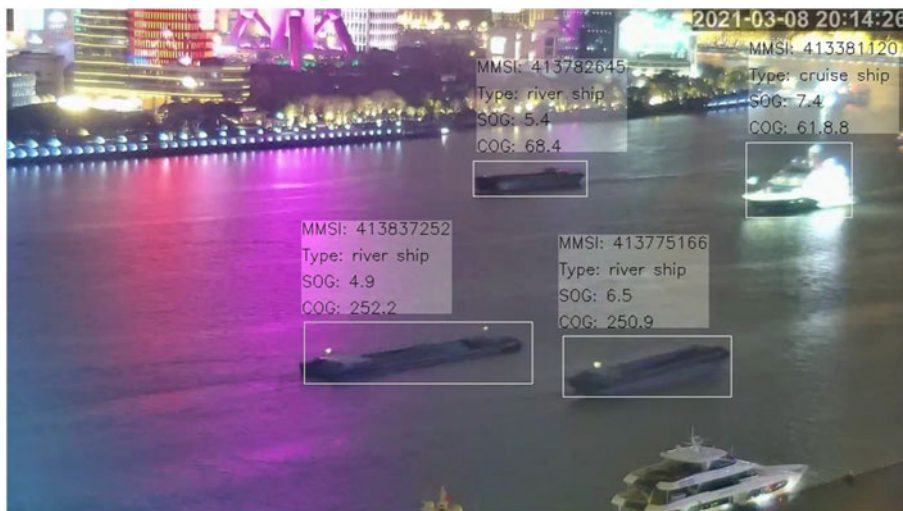 2021-03-08 20:14:26
MMSI: 413782645
Type: river ship
SOG: 5.4
COG: 68.4
MMSI: 413381120
Type: cruise ship
SOG: 7.4
COG: 61.8.8
MMSI: 413837252
Type: river ship
SOG: 4.9
COG: 252.2
MMSI: 413775166
Type: river ship
SOG: 6.5
COG: 250.9